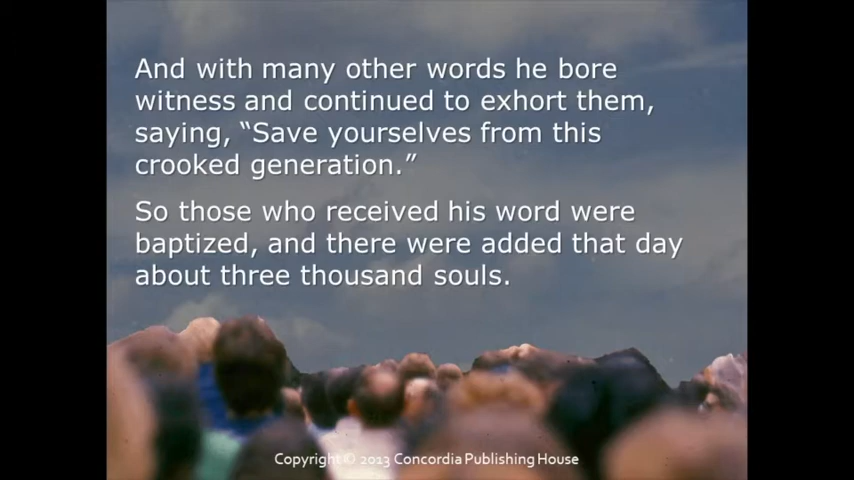 And with many other words he bore
witness and continued to exhort them,
saying, “Save yourselves from this
crooked generation.”
So those who received his word were
baptized, and there were added that day
about three thousand souls.
Copyright © 2013 Concordia Publishing House